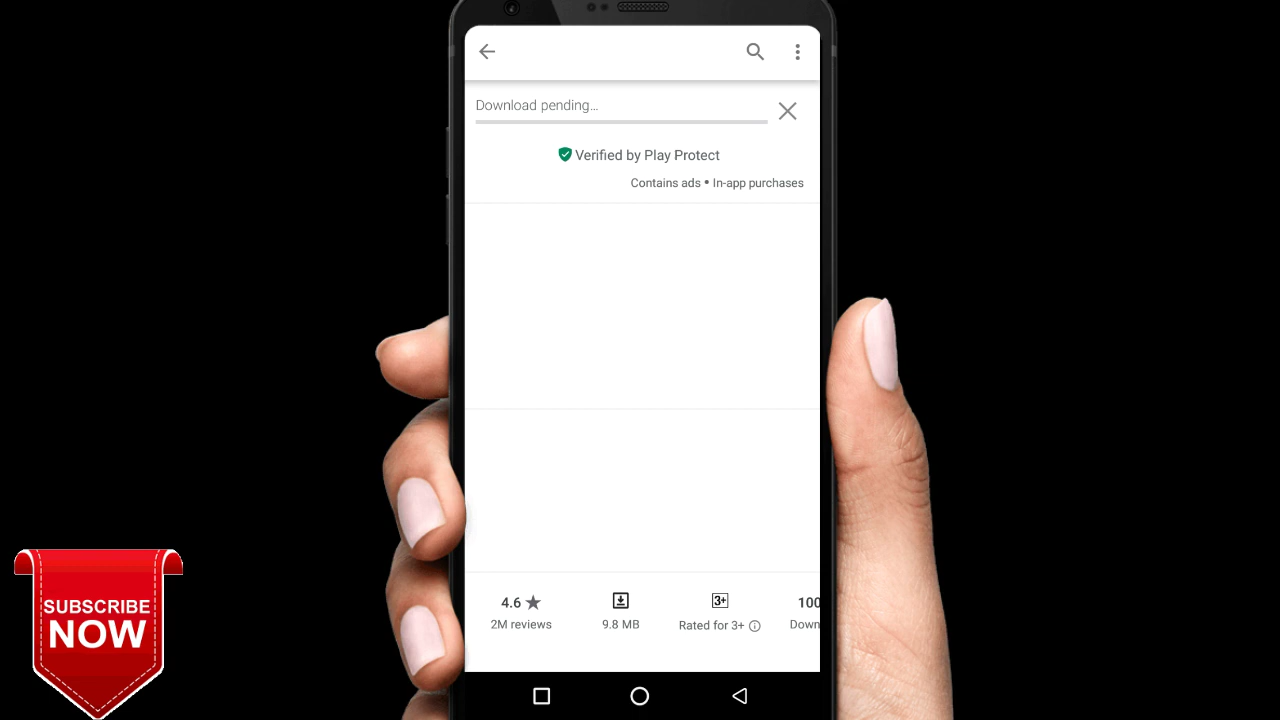 Download pending...
Verified by Play Protect
Contains ads • In-app purchases
4.6 ★
3+
100
2M reviews
9.8 MB
Rated for 3+
Down
SUBSCRIBE
NOW